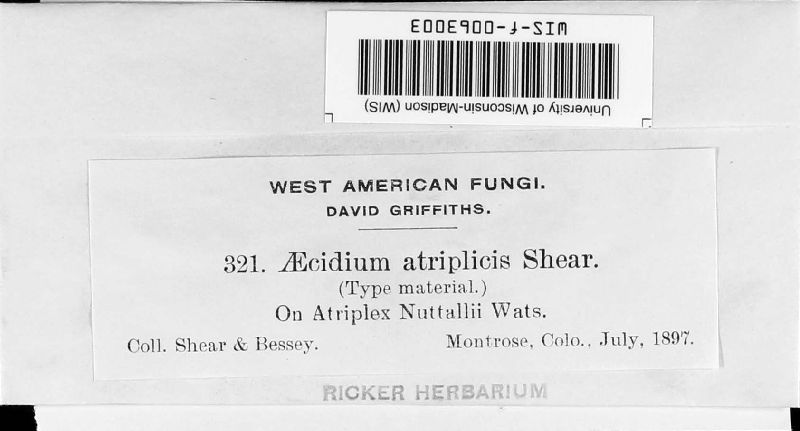 WIS-f-0063003
University of Wisconsin-Madison (WIS)
WEST AMERICAN FUNGI.
DAVID GRIFFITHS.
321. Æcidium atriplicis Shear.
(Type material.)
On Atriplex Nuttallii Wats.
Coll. Shear & Bessey. Montrose, Colo., July, 1897.
RICKER HERBARIUM